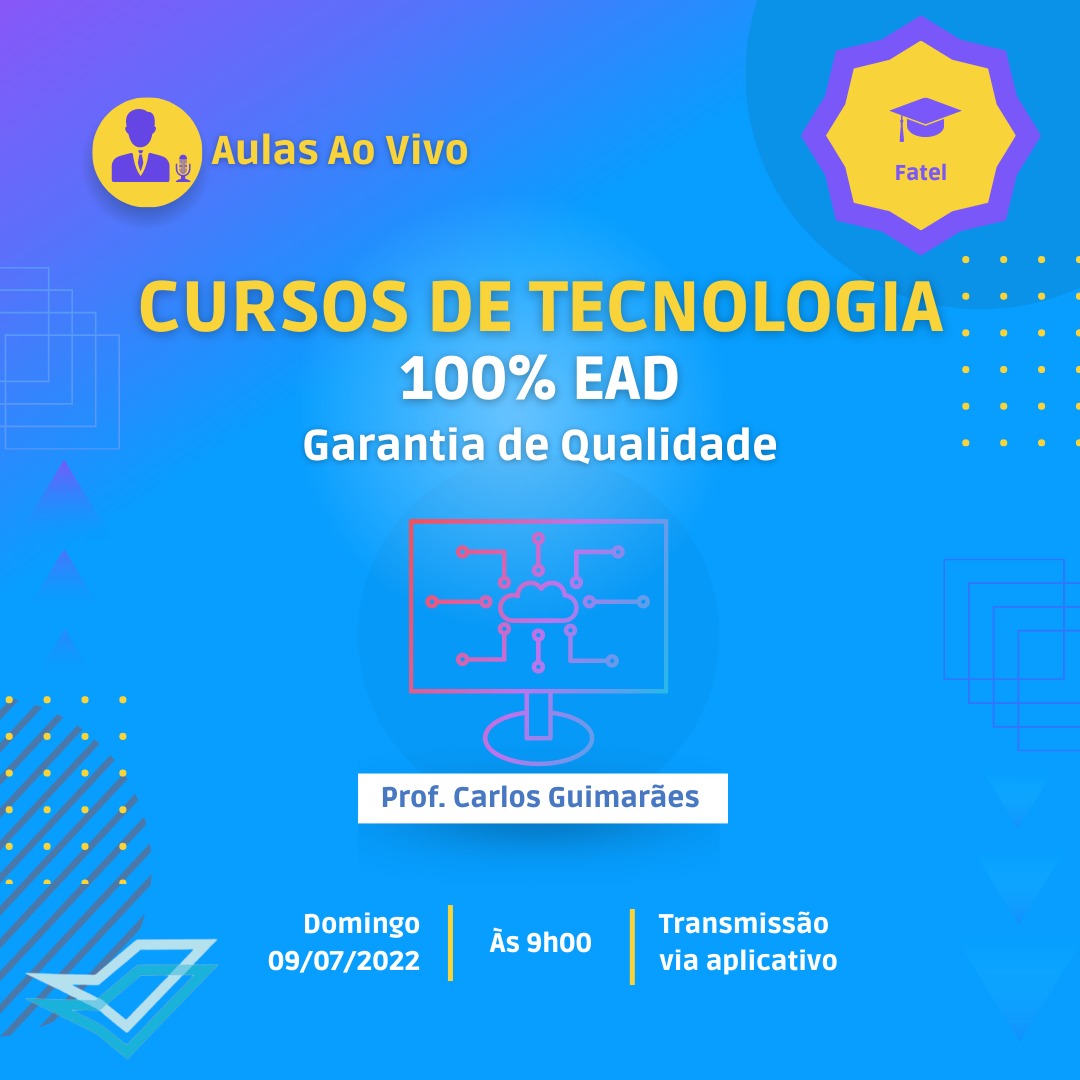 Aulas Ao Vivo
Fatel
CURSOS DE TECNOLOGIA
100% EAD
Garantia de Qualidade
Prof. Carlos Guimarães
Domingo
09/07/2022
Às 9h00
Transmissão
via aplicativo